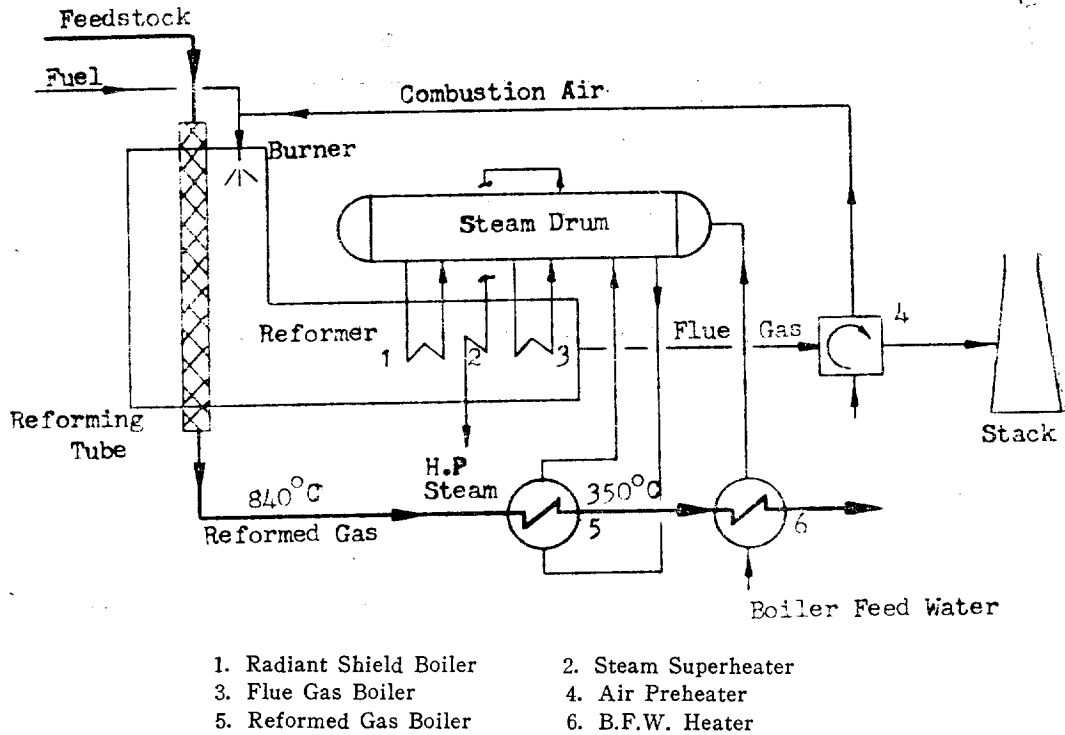 Feedstock
Fuel
Combustion Air
Burner
Steam Drum
Reformer
1
2
3
Flue Gas
4
Reforming
Tube
Stack
H.P
Steam
840°C
350°C
Reformed Gas
5
6
Boiler Feed Water
1. Radiant Shield Boiler
2. Steam Superheater
3. Flue Gas Boiler
4. Air Preheater
5. Reformed Gas Boiler
6. B.F.W. Heater